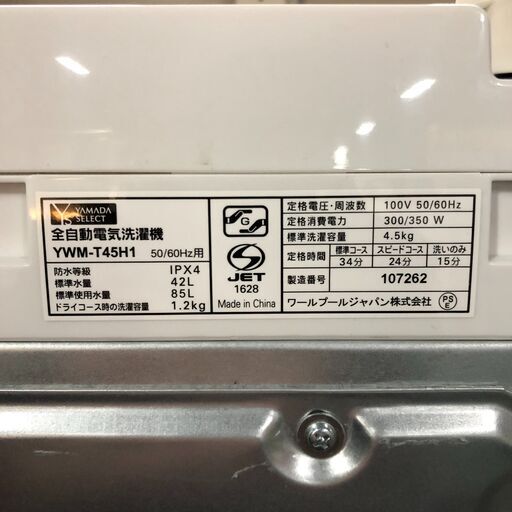 YS YAMADA SELECT
全自動電気洗濯機
YWM-T45H1 50/60Hz用
防水等級 IPX4
標準水量 42L
標準使用水量 85L
ドライコース時の洗濯容量 1.2kg
G
S
JET
1628
Made in China
定格電圧・周波数 100V 50/60Hz
定格消費電力 300/350 W
標準洗濯容量 4.5kg
定格時間 標準コース スピードコース 洗いのみ
34分 24分 15分
製造番号 107262
ワールプールジャパン株式会社
PS
E